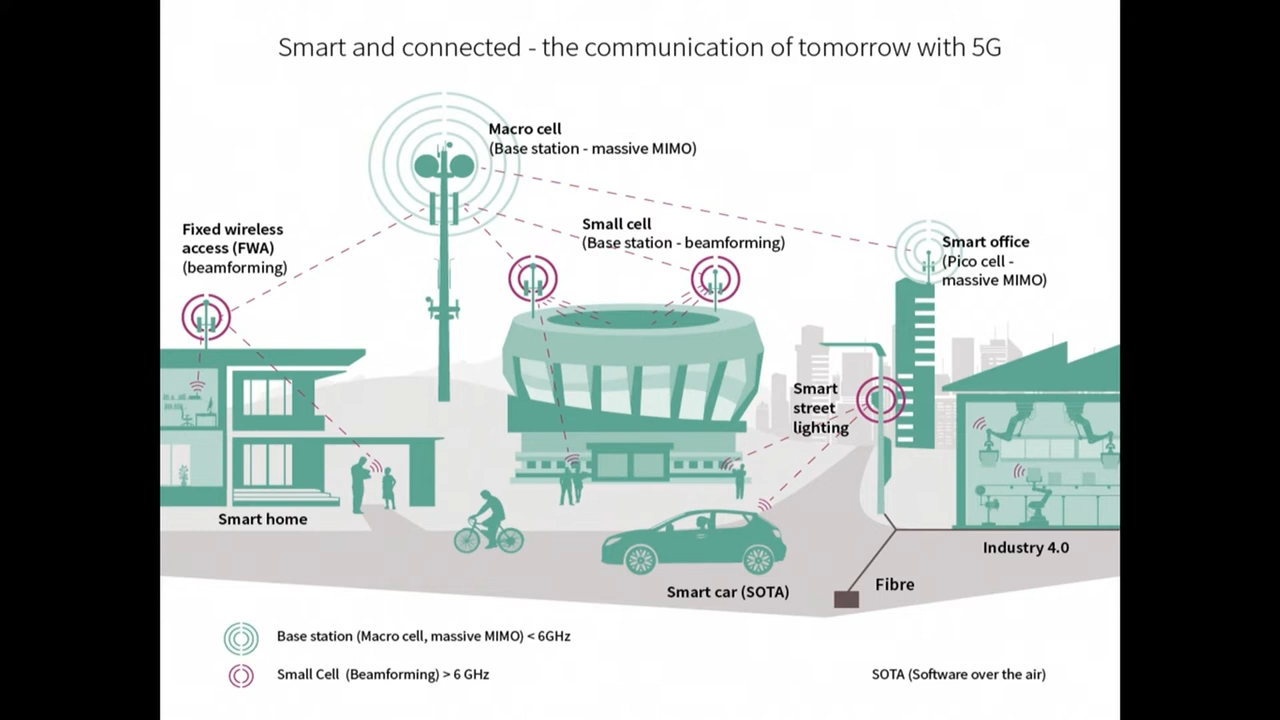 Smart and connected - the communication of tomorrow with 5G
Macro cell
(Base station - massive MIMO)
Fixed wireless
access (FWA)
(beamforming)
Small cell
(Base station - beamforming)
Smart office
(Pico cell -
massive MIMO)
Smart
street
lighting
Smart home
Industry 4.0
Smart car (SOTA)
Fibre
Base station (Macro cell, massive MIMO) < 6GHz
Small Cell (Beamforming) > 6 GHz
SOTA (Software over the air)